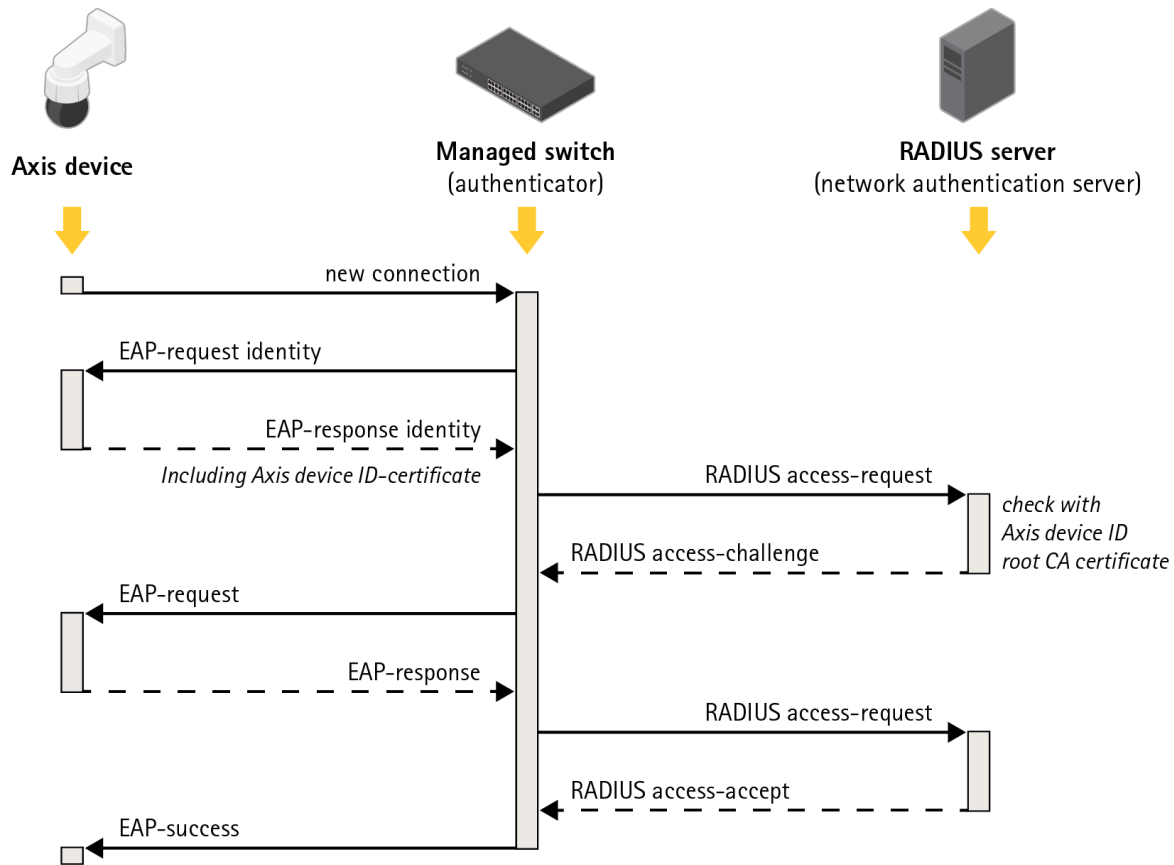 Axis device
Managed switch
(authenticator)
RADIUS server
(network authentication server)
new connection
EAP-request identity
EAP-response identity
Including Axis device ID-certificate
RADIUS access-request
check with
Axis device ID
root CA certificate
RADIUS access-challenge
EAP-request
EAP-response
RADIUS access-request
RADIUS access-accept
EAP-success